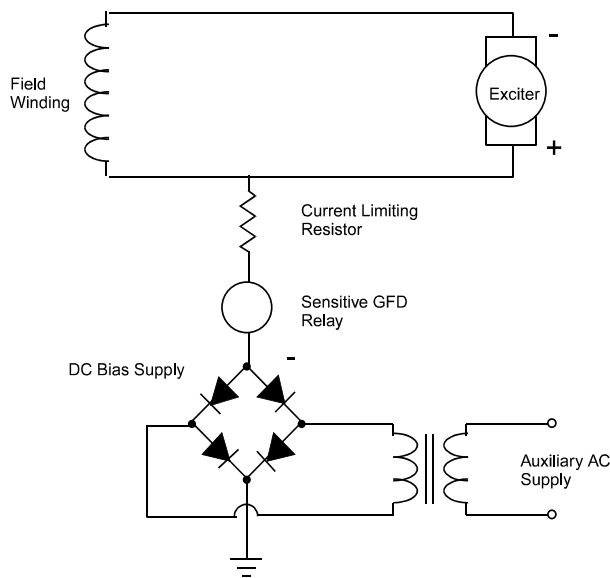 -
Field
Winding
Exciter
+
Current Limiting
Resistor
Sensitive GFD
Relay
-
DC Bias Supply
Auxiliary AC
Supply